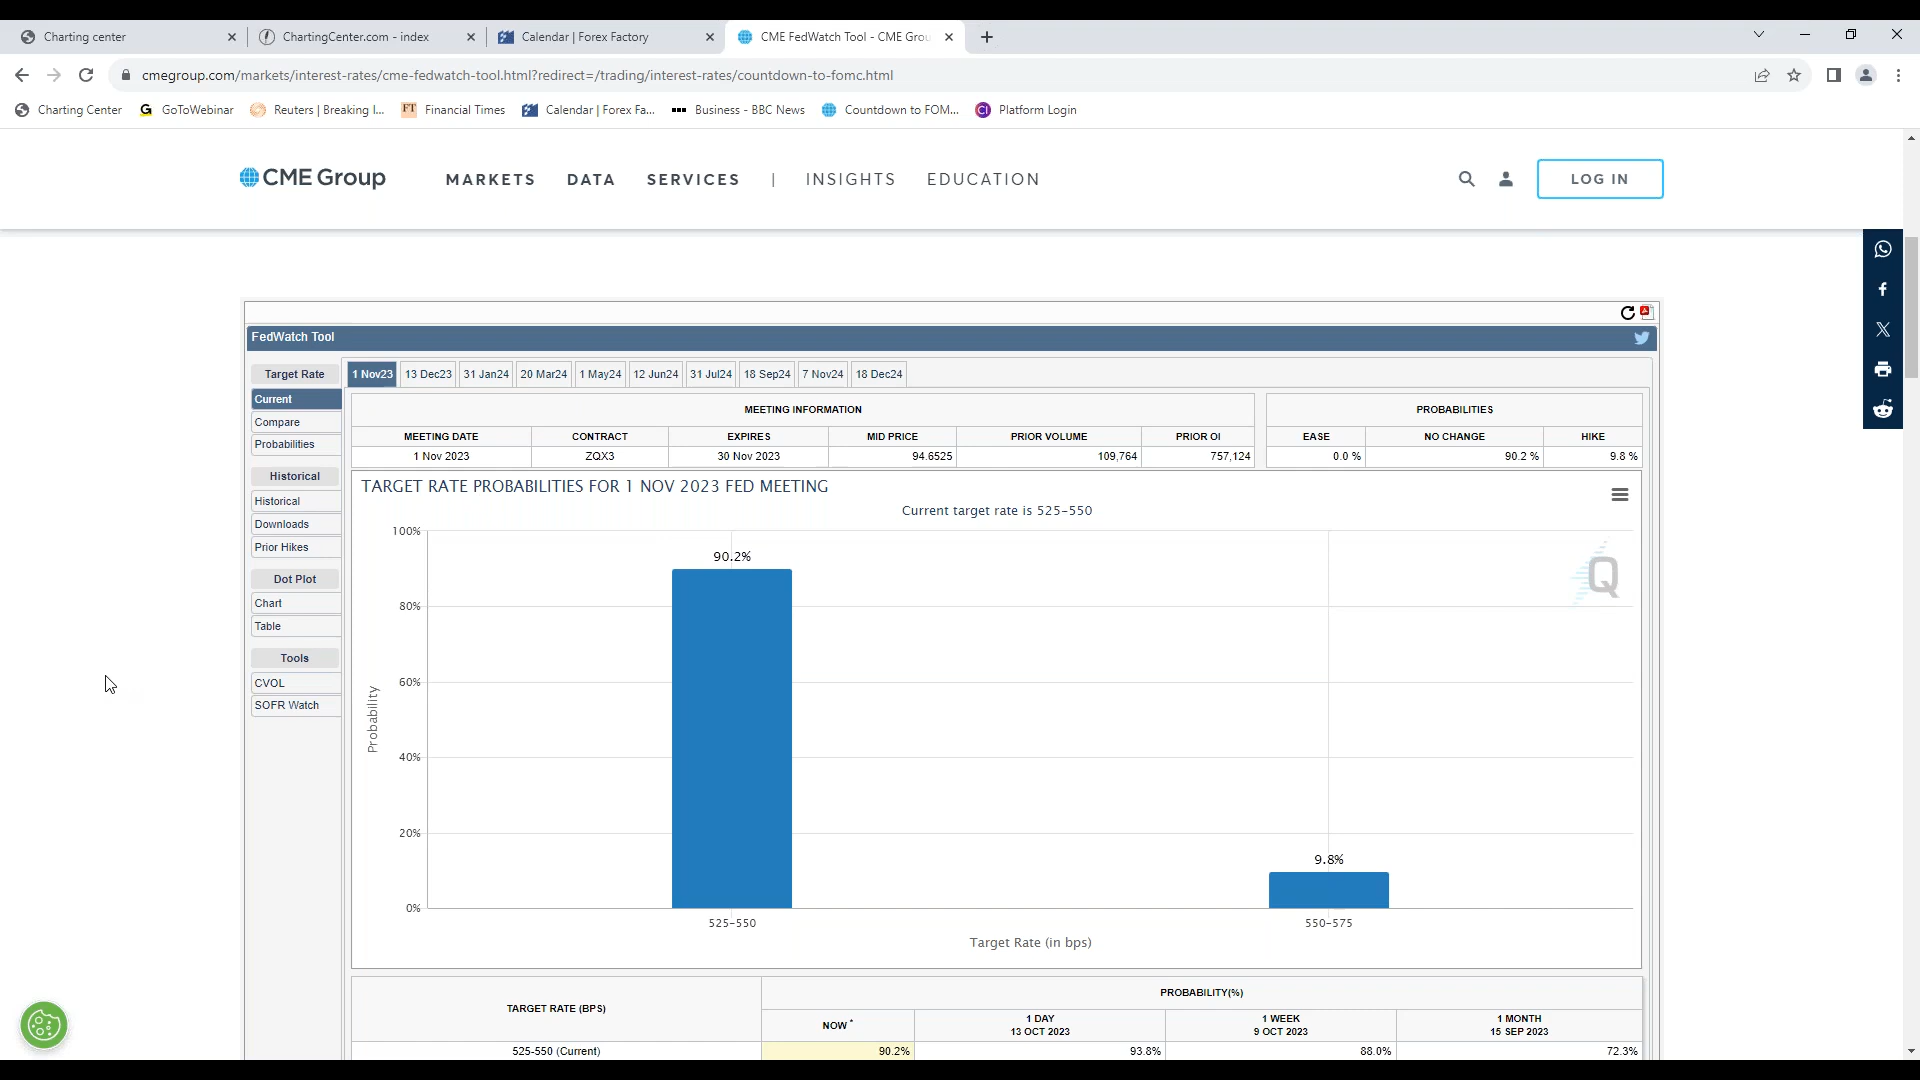 Charting center
ChartingCenter.com - index
Calendar | Forex Factory
CME FedWatch Tool - CME Grou
cmegroup.com/markets/interest-rates/cme-fedwatch-tool.html?redirect=/trading/interest-rates/countdown-to-fomc.html
Charting Center G GoToWebinar Reuters | Breaking I... FT Financial Times Calendar | Forex Fa... Business - BBC News Countdown to FOM... CI Platform Login
CME Group MARKETS DATA SERVICES | INSIGHTS EDUCATION LOG IN
FedWatch Tool
Target Rate
Current
Compare
Probabilities
Historical
Historical
Downloads
Prior Hikes
Dot Plot
Chart
Table
Tools
CVOL
SOFR Watch
1 Nov23 13 Dec23 31 Jan24 20 Mar24 1 May24 12 Jun24 31 Jul24 18 Sep24 7 Nov24 18 Dec24
MEETING INFORMATION
MEETING DATE CONTRACT EXPIRES MID PRICE PRIOR VOLUME PRIOR OI
1 Nov 2023 ZQX3 30 Nov 2023 94.6525 109,764 757,124
PROBABILITIES
EASE NO CHANGE HIKE
0.0 % 90.2 % 9.8 %
TARGET RATE PROBABILITIES FOR 1 NOV 2023 FED MEETING
Current target rate is 525-550
Q
Probability
100%
80%
60%
40%
20%
0%
90.2%
9.8%
525-550 550-575
Target Rate (in bps)
TARGET RATE (BPS)
PROBABILITY(%)
NOW *
1 DAY
13 OCT 2023
1 WEEK
9 OCT 2023
1 MONTH
15 SEP 2023
525-550 (Current) 90.2% 93.8% 88.0% 72.3%